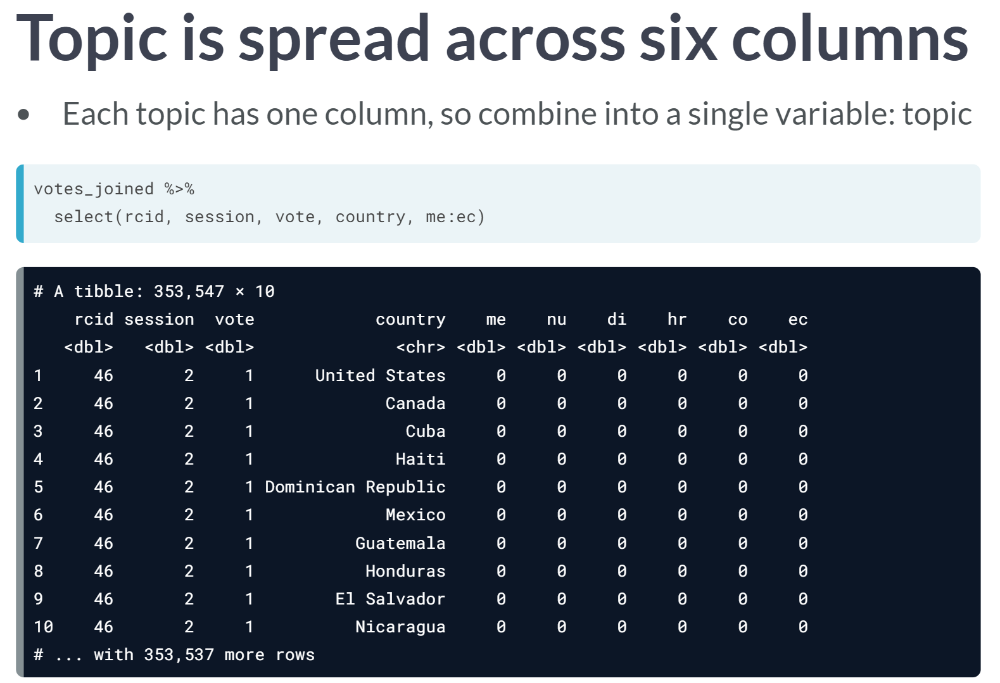 Topic is spread across six columns
• Each topic has one column, so combine into a single variable: topic
votes_joined %>%
  select(rcid, session, vote, country, me:ec)
# A tibble: 353,547 × 10
    rcid session  vote            country    me    nu    di    hr    co    ec
   <dbl>   <dbl> <dbl>              <chr> <dbl> <dbl> <dbl> <dbl> <dbl> <dbl>
1     46       2     1      United States     0     0     0     0     0     0
2     46       2     1             Canada     0     0     0     0     0     0
3     46       2     1               Cuba     0     0     0     0     0     0
4     46       2     1              Haiti     0     0     0     0     0     0
5     46       2     1 Dominican Republic     0     0     0     0     0     0
6     46       2     1             Mexico     0     0     0     0     0     0
7     46       2     1          Guatemala     0     0     0     0     0     0
8     46       2     1           Honduras     0     0     0     0     0     0
9     46       2     1        El Salvador     0     0     0     0     0     0
10    46       2     1          Nicaragua     0     0     0     0     0     0
# ... with 353,537 more rows